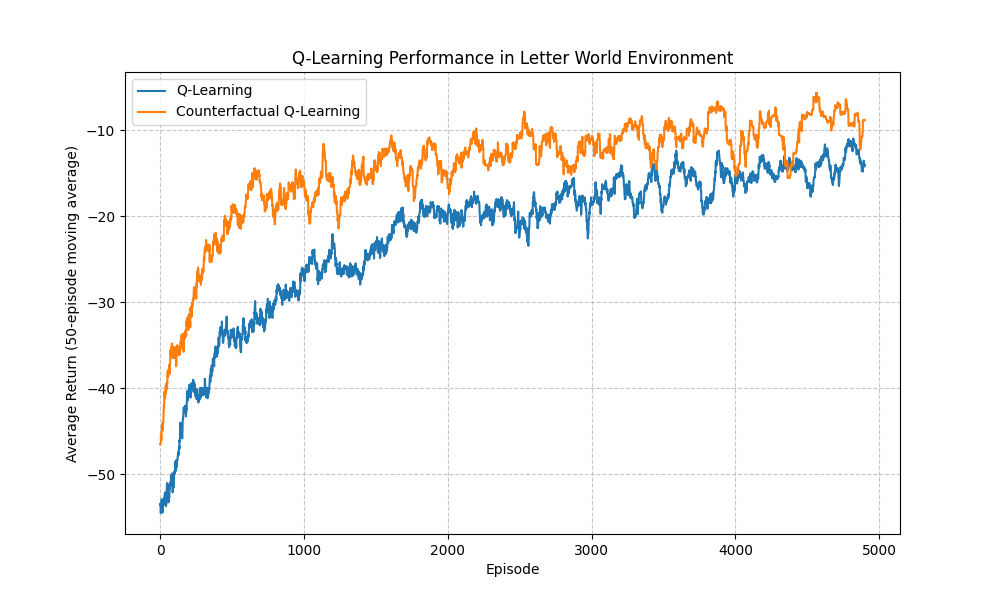 Q-Learning Performance in Letter World Environment
Q-Learning
Counterfactual Q-Learning
Average Return (50-episode moving average)
−10
−20
−30
−40
−50
0 1000 2000 3000 4000 5000
Episode